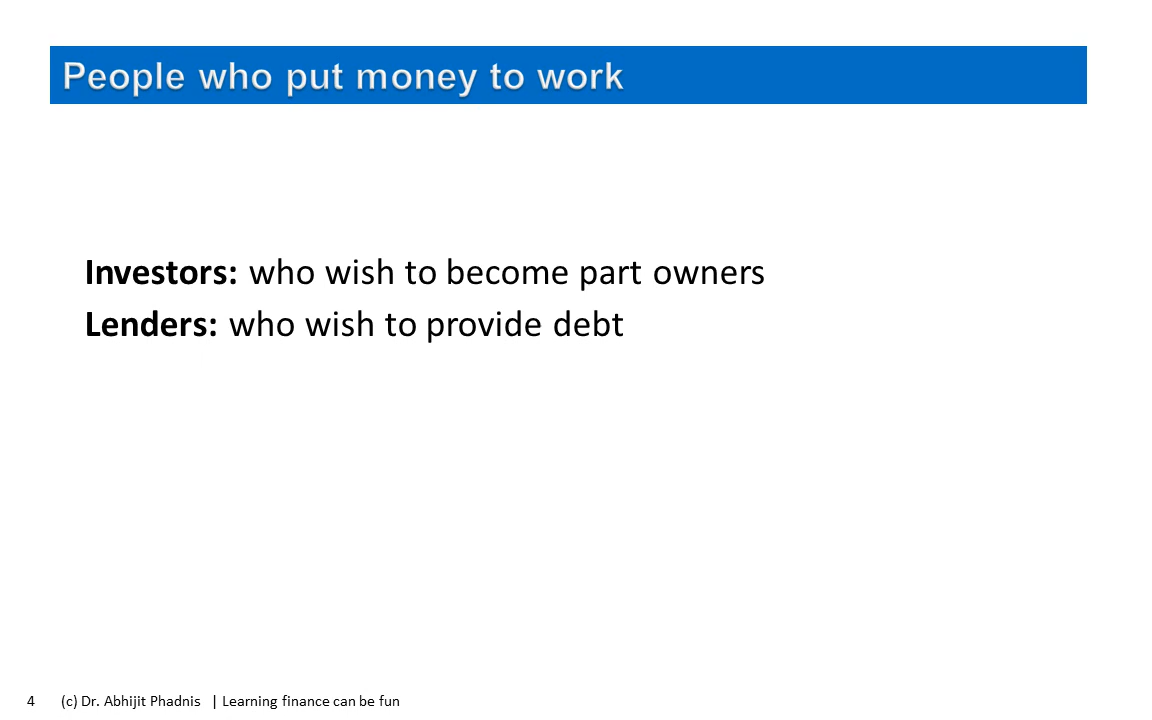 People who put money to work
Investors: who wish to become part owners
Lenders: who wish to provide debt
4 (c) Dr. Abhijit Phadnis | Learning finance can be fun